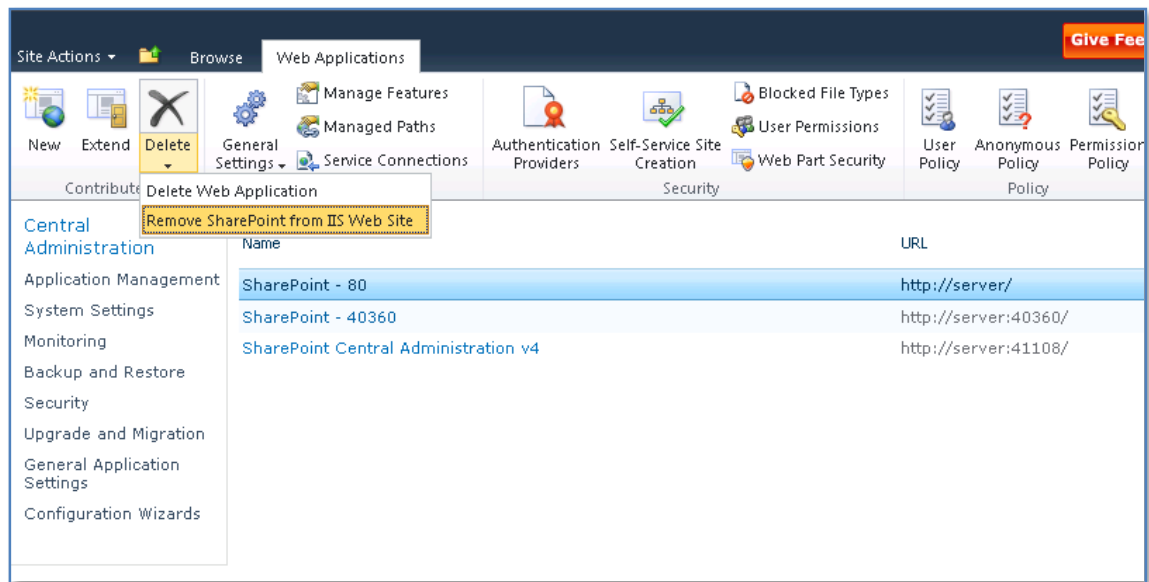 Site Actions
Browse
Web Applications
Give Fee
New
Extend
Delete
General
Settings
Manage Features
Managed Paths
Service Connections
Authentication
Providers
Self-Service Site
Creation
Blocked File Types
User Permissions
Web Part Security
User
Policy
Anonymous
Policy
Permission
Policy
Contribute
Security
Policy
Delete Web Application
Remove SharePoint from IIS Web Site
Central
Administration
Application Management
System Settings
Monitoring
Backup and Restore
Security
Upgrade and Migration
General Application
Settings
Configuration Wizards
Name
URL
SharePoint - 80
http://server/
SharePoint - 40360
http://server:40360/
SharePoint Central Administration v4
http://server:41108/